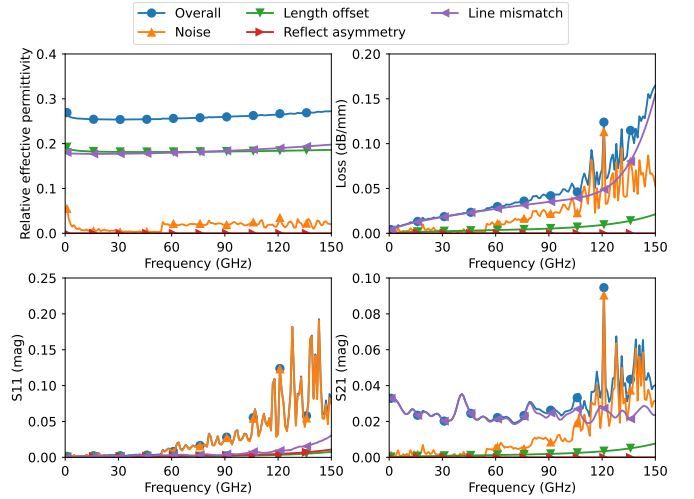 Overall
Noise
Length offset
Reflect asymmetry
Line mismatch
Relative effective permittivity
0.4
0.3
0.2
0.1
0.0
0 30 60 90 120 150
Frequency (GHz)
Loss (dB/mm)
0.20
0.15
0.10
0.05
0.00
0 30 60 90 120 150
Frequency (GHz)
S11 (mag)
0.25
0.20
0.15
0.10
0.05
0.00
0 30 60 90 120 150
Frequency (GHz)
S21 (mag)
0.10
0.08
0.06
0.04
0.02
0.00
0 30 60 90 120 150
Frequency (GHz)